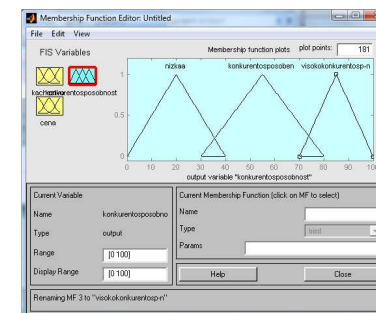 Membership Function Editor: Untitled
File Edit View
FIS Variables
Membership function plots
plot points:
181
nizkaa
konkurentosposoben
visokokonkurentosp-n
1
0.5
0
0 10 20 30 40 50 60 70 80 90 100
output variable "konkurentosposobnost"
cena
Current Variable
Name konkurentosposobno
Type output
Range [0 100]
Display Range [0 100]
Current Membership Function (click on MF to select)
Name
Type trimf
Params
Help
Close
Renaming MF 3 to "visokokonkurentosp-n"